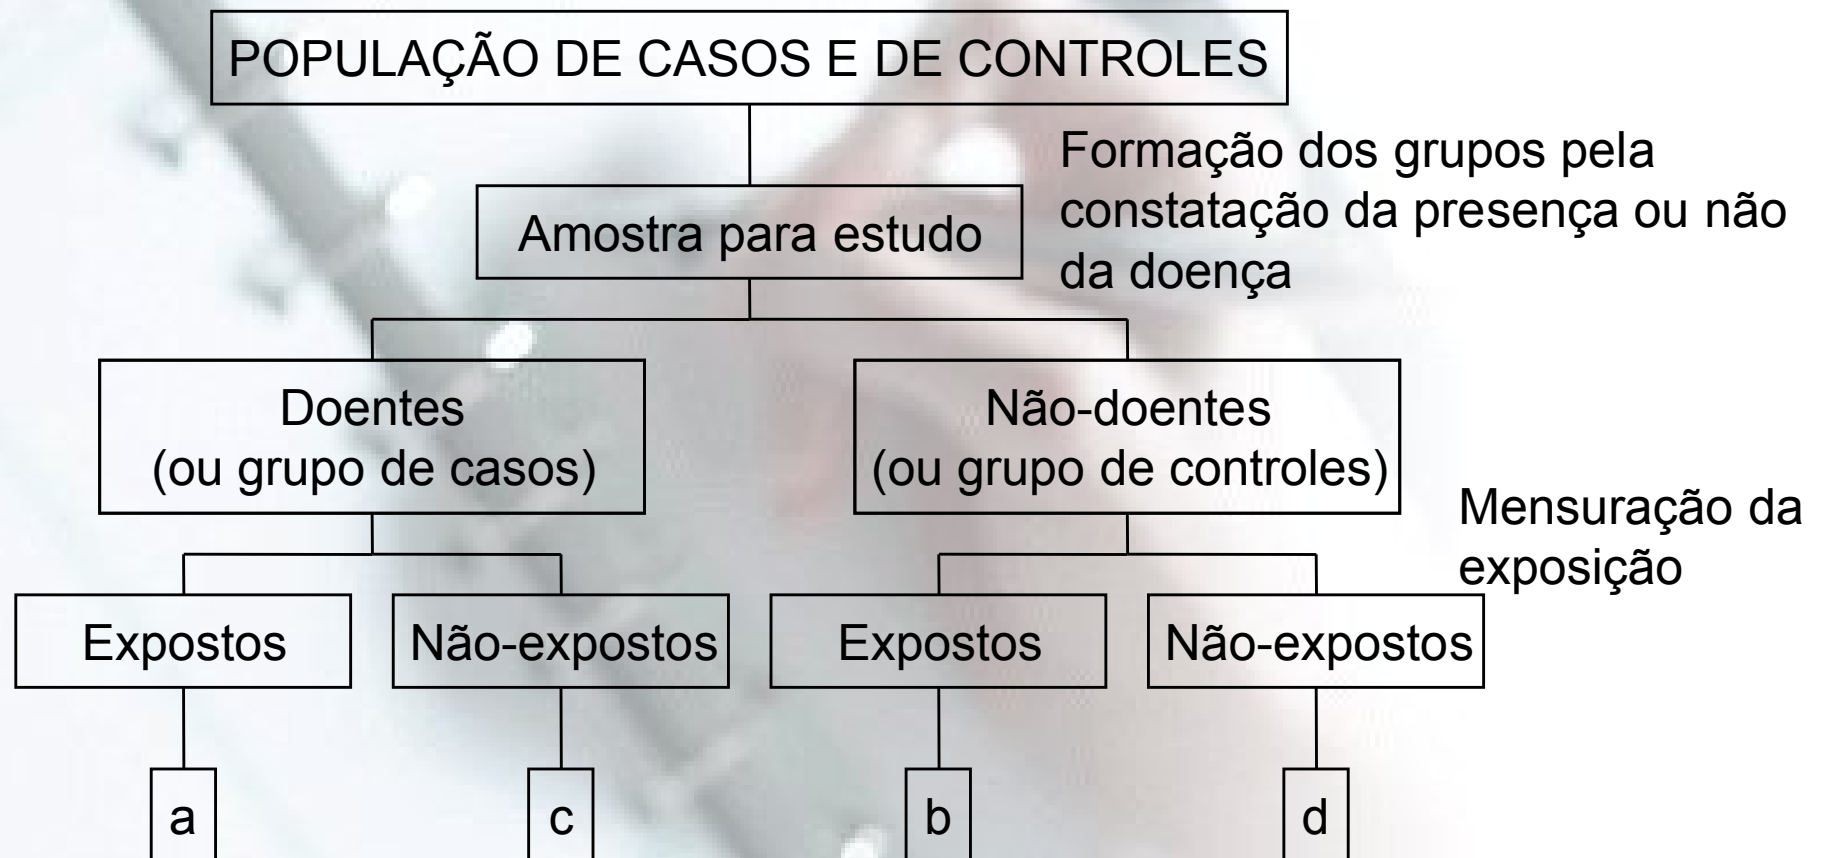 POPULAÇÃO DE CASOS E DE CONTROLES
Formação dos grupos pela
constatação da presença ou não
da doença
Amostra para estudo
Doentes
(ou grupo de casos)
Não-doentes
(ou grupo de controles)
Mensuração da
exposição
Expostos
Não-expostos
Expostos
Não-expostos
a
c
b
d